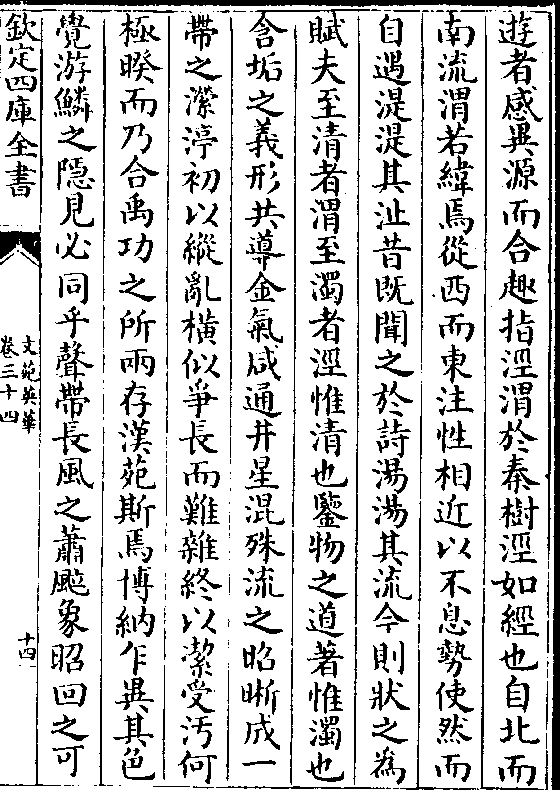 遊者感異源而合趣指涇渭於秦樹涇如經也自北而
南流渭若緯焉從西而東注性相近以不息勢使然而
自遇湜湜其沚昔既聞之於詩湯湯其流今則狀之為
賦夫至清者渭至濁者涇惟清也鑒物之道著惟濁也
含垢之義形共導金氣咸通井星混殊流之昭晰成一
帶之濴渟初以縱亂橫似爭長而難雜終以潔受汚何
極睽而乃合禹功之所兩存漢苑斯焉博納乍異其色
覺游鱗之隱見必同乎聲帶長風之蕭颭象昭回之可
欽定四庫全書
文苑英華
卷三十四
十四